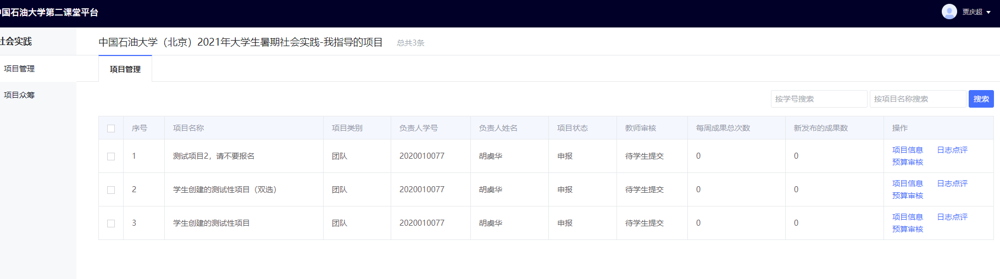 中国石油大学第二课堂平台
贾庆超
社会实践
中国石油大学（北京）2021年大学生暑期社会实践-我指导的项目 总共3条
项目管理
项目众筹
项目管理
按学号搜索 按项目名称搜索 搜索
序号 项目名称 项目类别 负责人学号 负责人姓名 项目状态 教师审核 每周成果总次数 新发布的成果数 操作
1 测试项目2，请不要报名 团队 2020010077 胡虞华 申报 待学生提交 0 0 项目信息 日志点评
预算审核
2 学生创建的测试性项目（双选） 团队 2020010077 胡虞华 申报 待学生提交 0 0 项目信息 日志点评
预算审核
3 学生创建的测试性项目 团队 2020010077 胡虞华 申报 待学生提交 0 0 项目信息 日志点评
预算审核